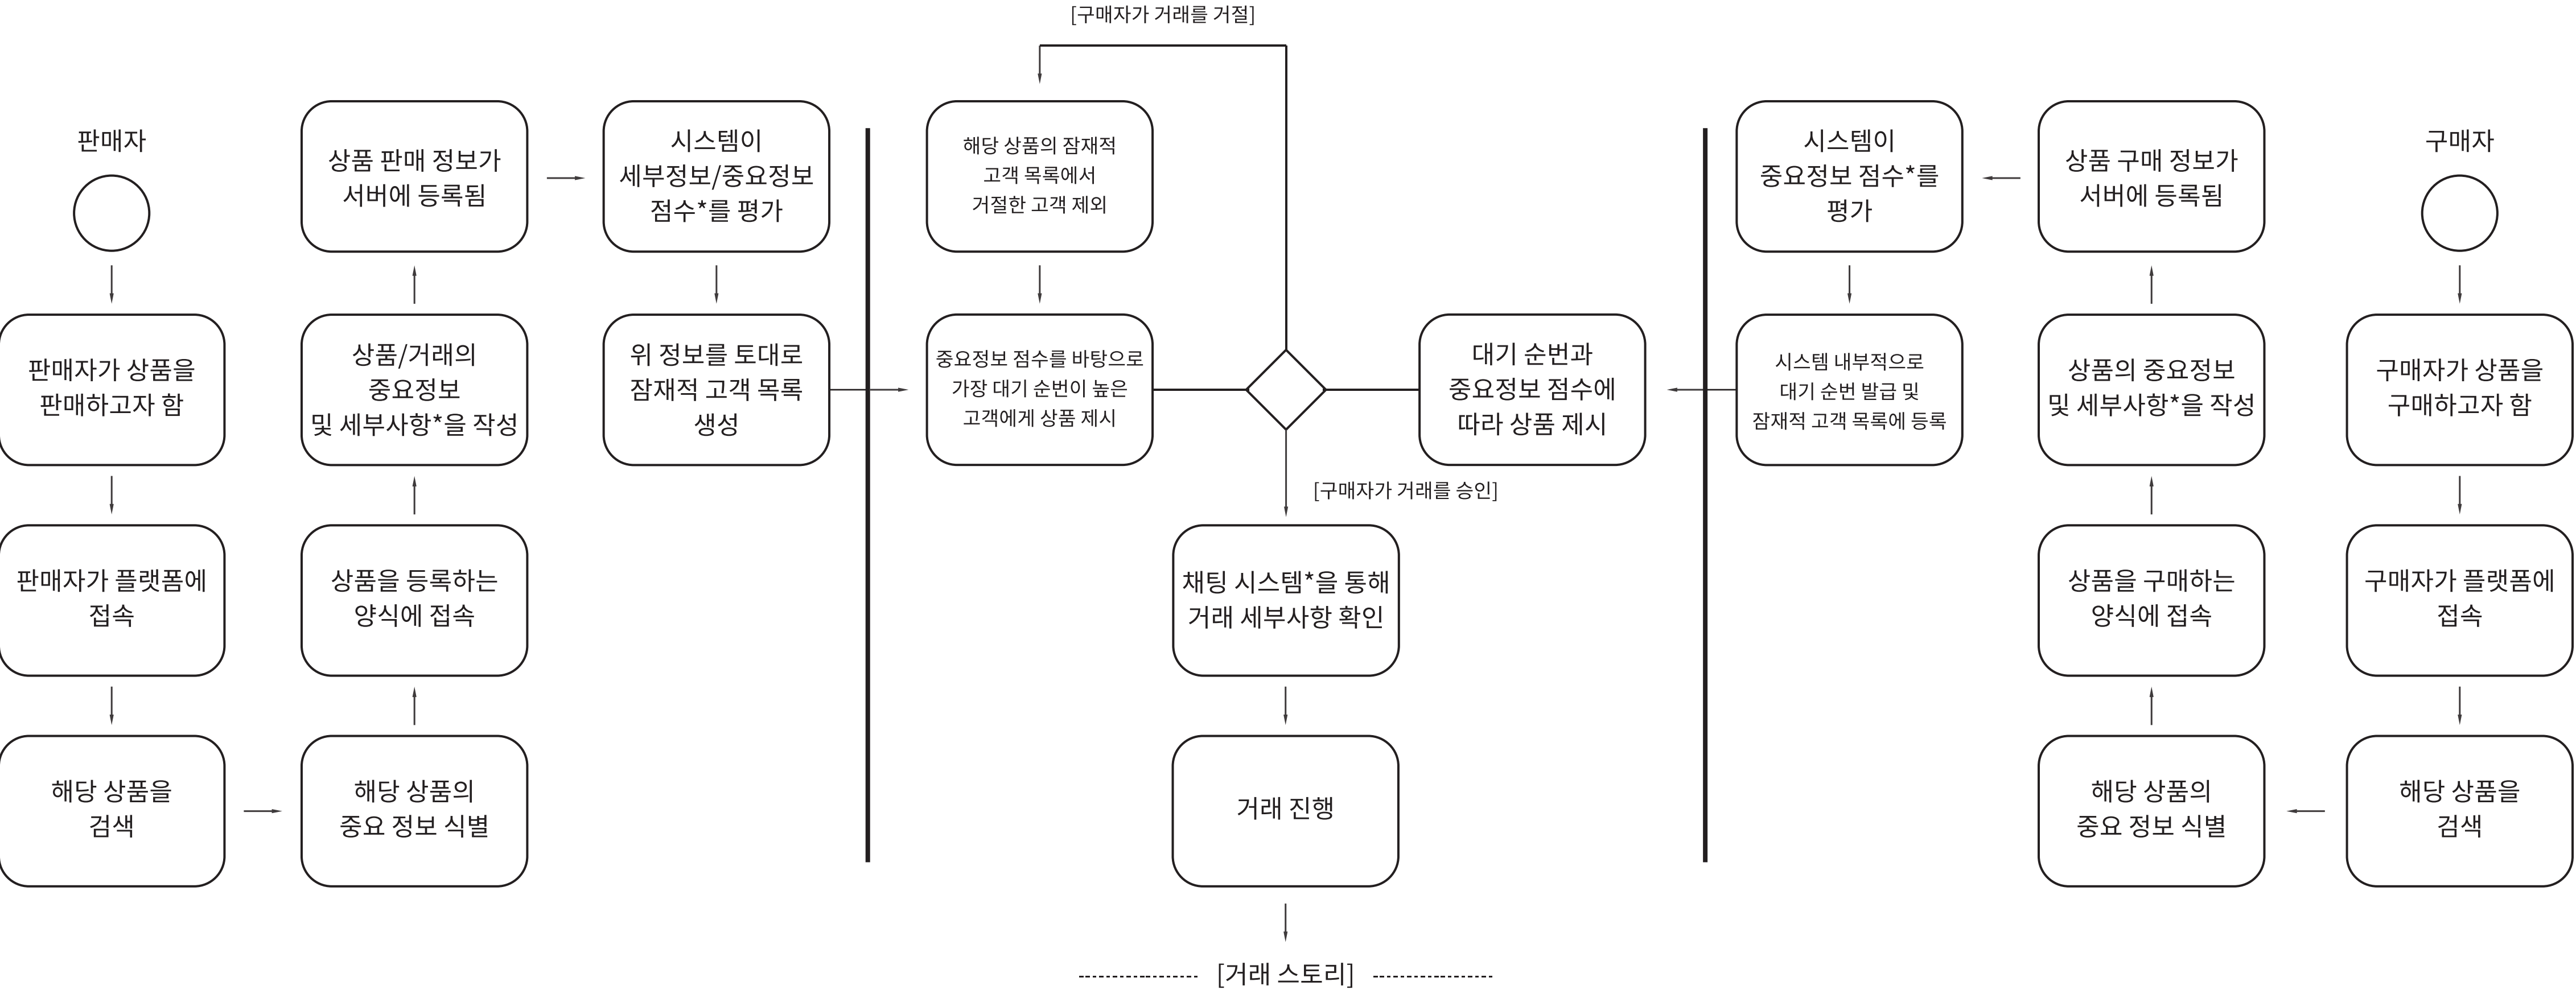 [구매자가 거래를 거절]
판매자
판매자가 상품을
판매하고자 함
판매자가 플랫폼에
접속
해당 상품을
검색
해당 상품의
중요 정보 식별
상품을 등록하는
양식에 접속
상품/거래의
중요정보
및 세부사항*을 작성
상품 판매 정보가
서버에 등록됨
시스템이
세부정보/중요정보
점수*를 평가
위 정보를 토대로
잠재적 고객 목록
생성
해당 상품의 잠재적
고객 목록에서
거절한 고객 제외
중요정보 점수를 바탕으로
가장 대기 순번이 높은
고객에게 상품 제시
대기 순번과
중요정보 점수에
따라 상품 제시
[구매자가 거래를 승인]
채팅 시스템*을 통해
거래 세부사항 확인
거래 진행
[거래 스토리]
시스템이
중요정보 점수*를
평가
시스템 내부적으로
대기 순번 발급 및
잠재적 고객 목록에 등록
상품 구매 정보가
서버에 등록됨
상품의 중요정보
및 세부사항*을 작성
상품을 구매하는
양식에 접속
해당 상품의
중요 정보 식별
구매자
구매자가 상품을
구매하고자 함
구매자가 플랫폼에
접속
해당 상품을
검색